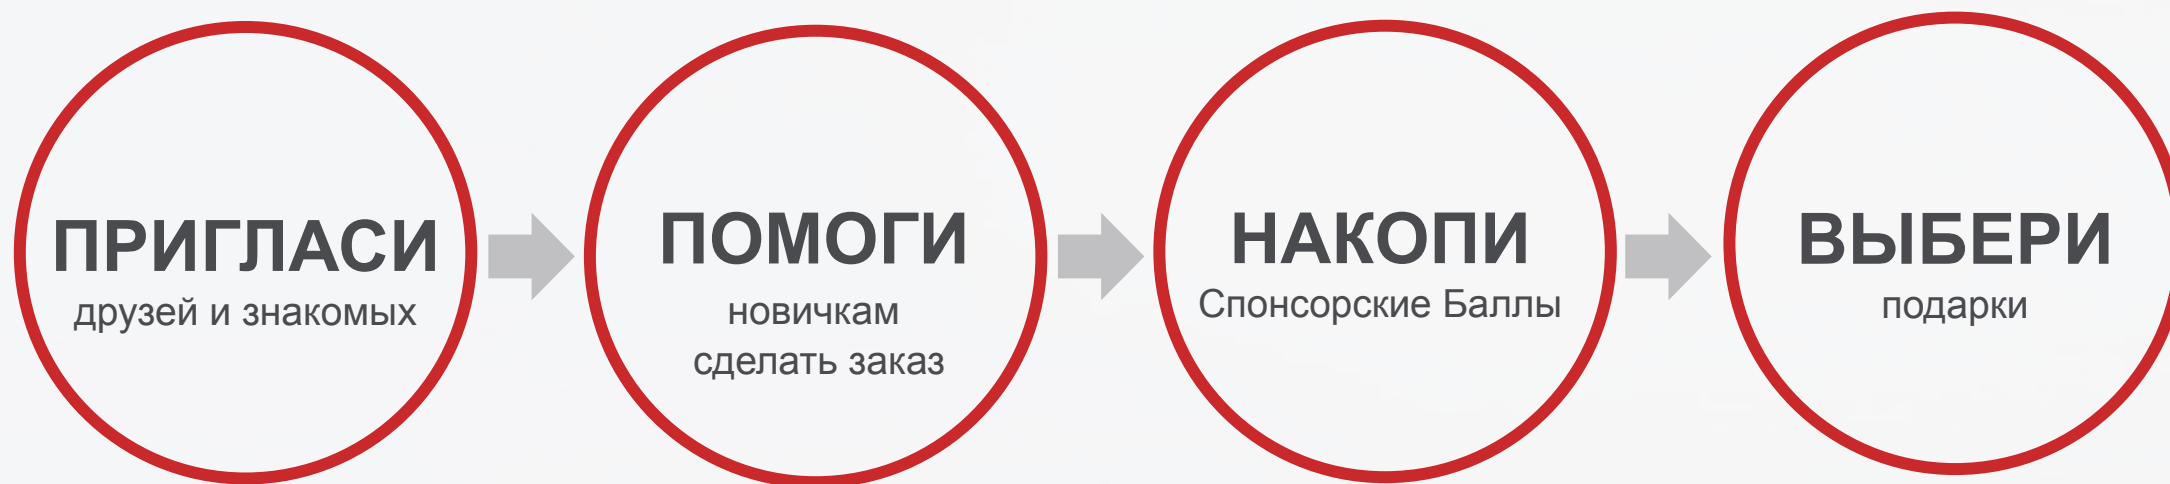 ПРИГЛАСИ
друзей и знакомых
ПОМОГИ
новичкам
сделать заказ
НАКОПИ
Спонсорские Баллы
ВЫБЕРИ
подарки